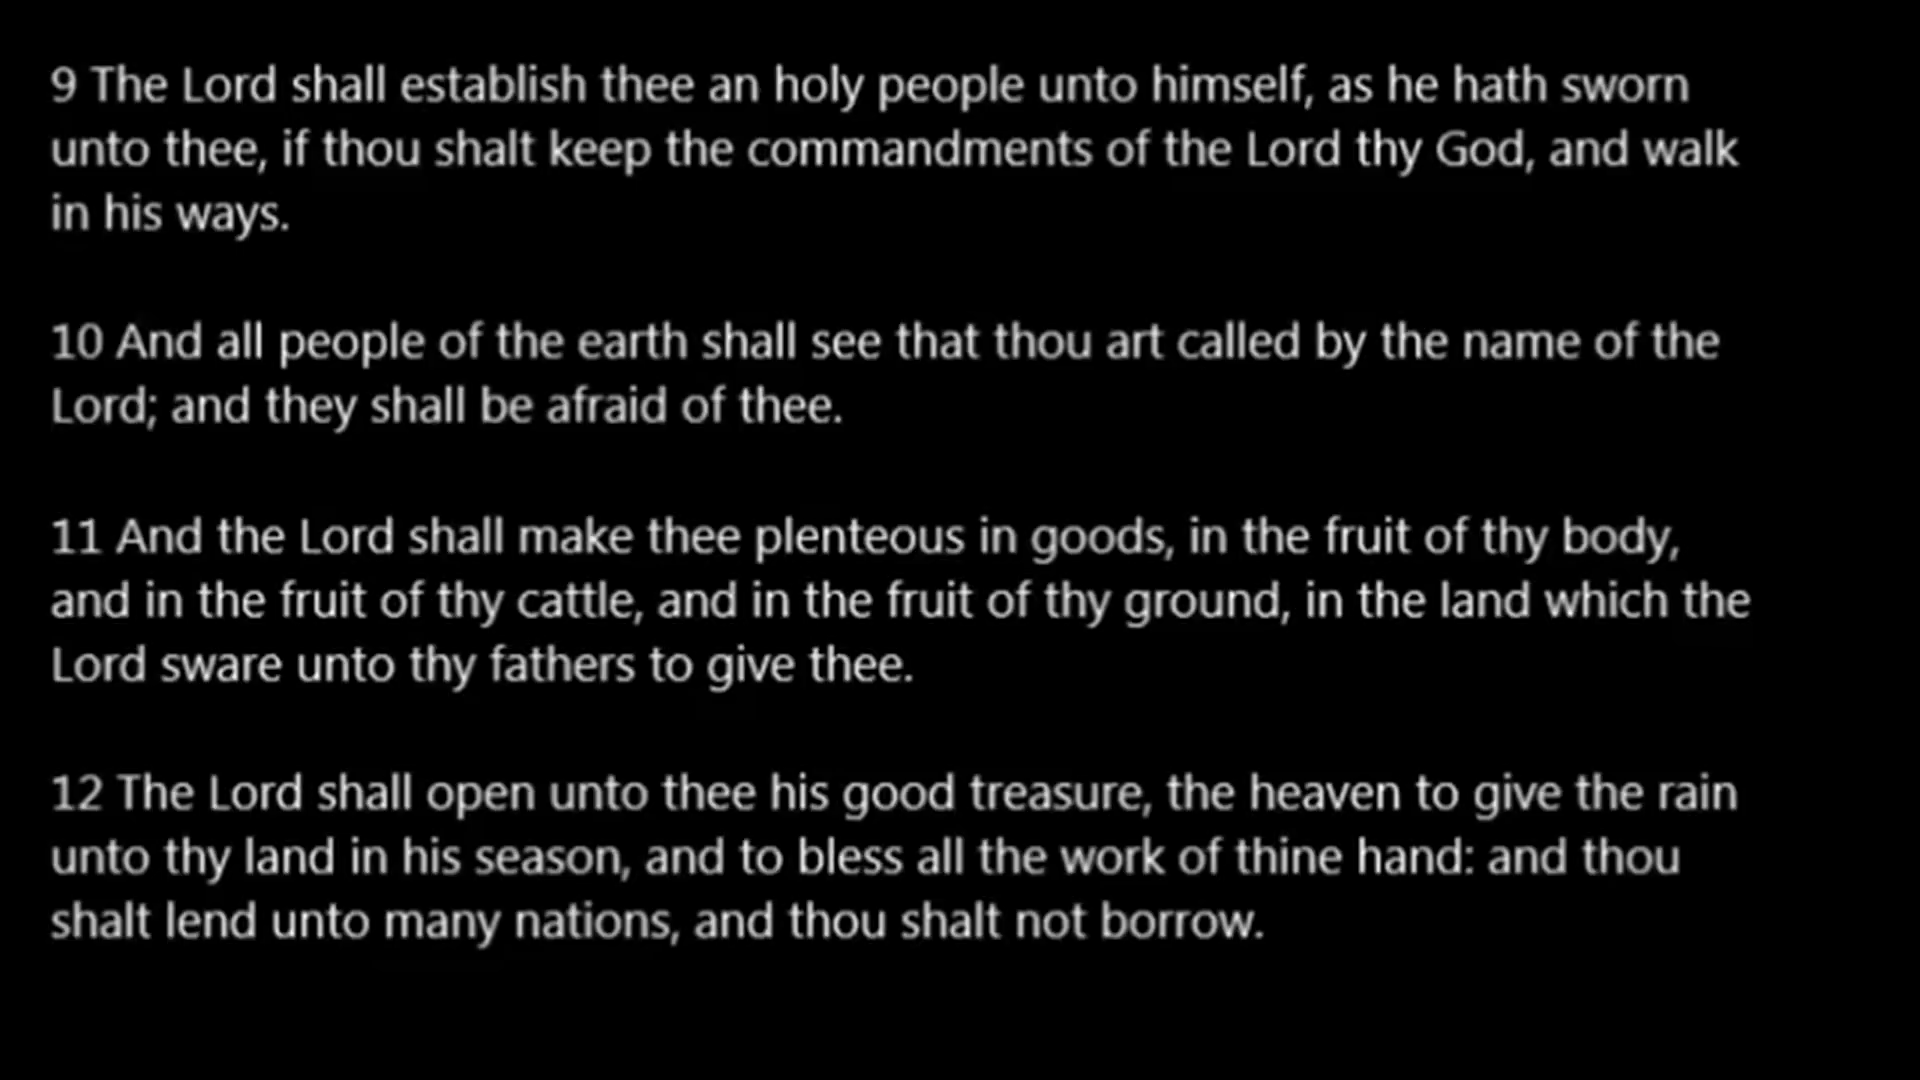 9 The Lord shall establish thee an holy people unto himself, as he hath sworn
unto thee, if thou shalt keep the commandments of the Lord thy God, and walk
in his ways.
10 And all people of the earth shall see that thou art called by the name of the
Lord; and they shall be afraid of thee.
11 And the Lord shall make thee plenteous in goods, in the fruit of thy body,
and in the fruit of thy cattle, and in the fruit of thy ground, in the land which the
Lord sware unto thy fathers to give thee.
12 The Lord shall open unto thee his good treasure, the heaven to give the rain
unto thy land in his season, and to bless all the work of thine hand: and thou
shalt lend unto many nations, and thou shalt not borrow.